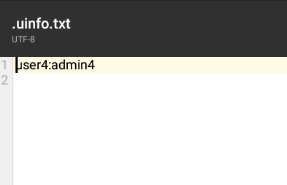 .uinfo.txt
UTF-8
1 user4:admin4
2